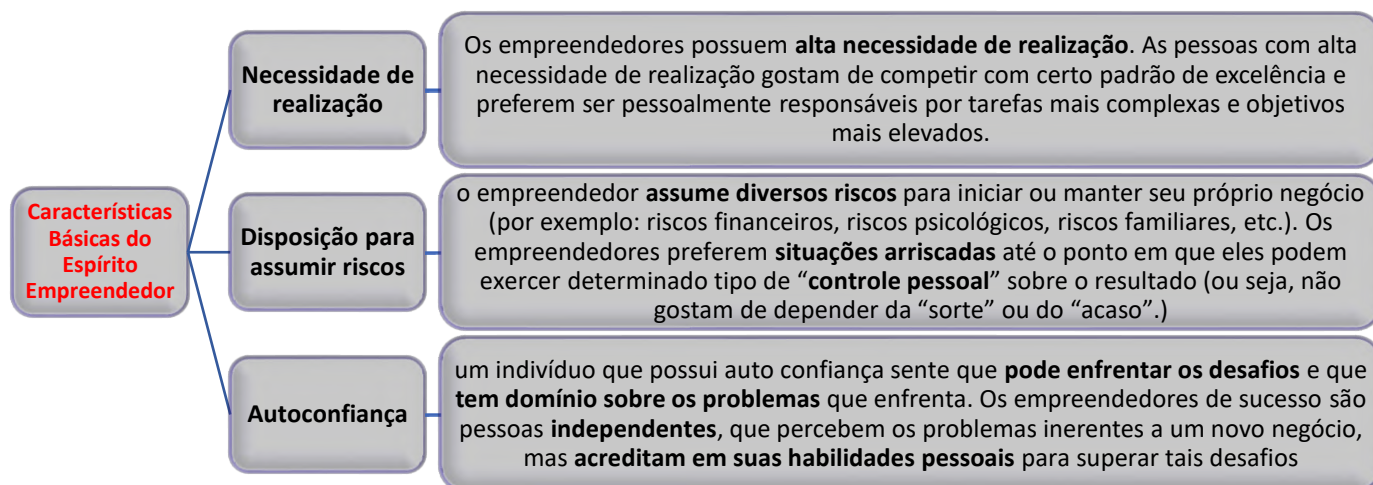 Características
Básicas do
Espírito
Empreendedor
Necessidade de
realização
Os empreendedores possuem alta necessidade de realização. As pessoas com alta
necessidade de realização gostam de competir com certo padrão de excelência e
preferem ser pessoalmente responsáveis por tarefas mais complexas e objetivos
mais elevados.
Disposição para
assumir riscos
o empreendedor assume diversos riscos para iniciar ou manter seu próprio negócio
(por exemplo: riscos financeiros, riscos psicológicos, riscos familiares, etc.). Os
empreendedores preferem situações arriscadas até o ponto em que eles podem
exercer determinado tipo de “controle pessoal” sobre o resultado (ou seja, não
gostam de depender da “sorte” ou do “acaso”.)
Autoconfiança
um indivíduo que possui auto confiança sente que pode enfrentar os desafios e que
tem domínio sobre os problemas que enfrenta. Os empreendedores de sucesso são
pessoas independentes, que percebem os problemas inerentes a um novo negócio,
mas acreditam em suas habilidades pessoais para superar tais desafios